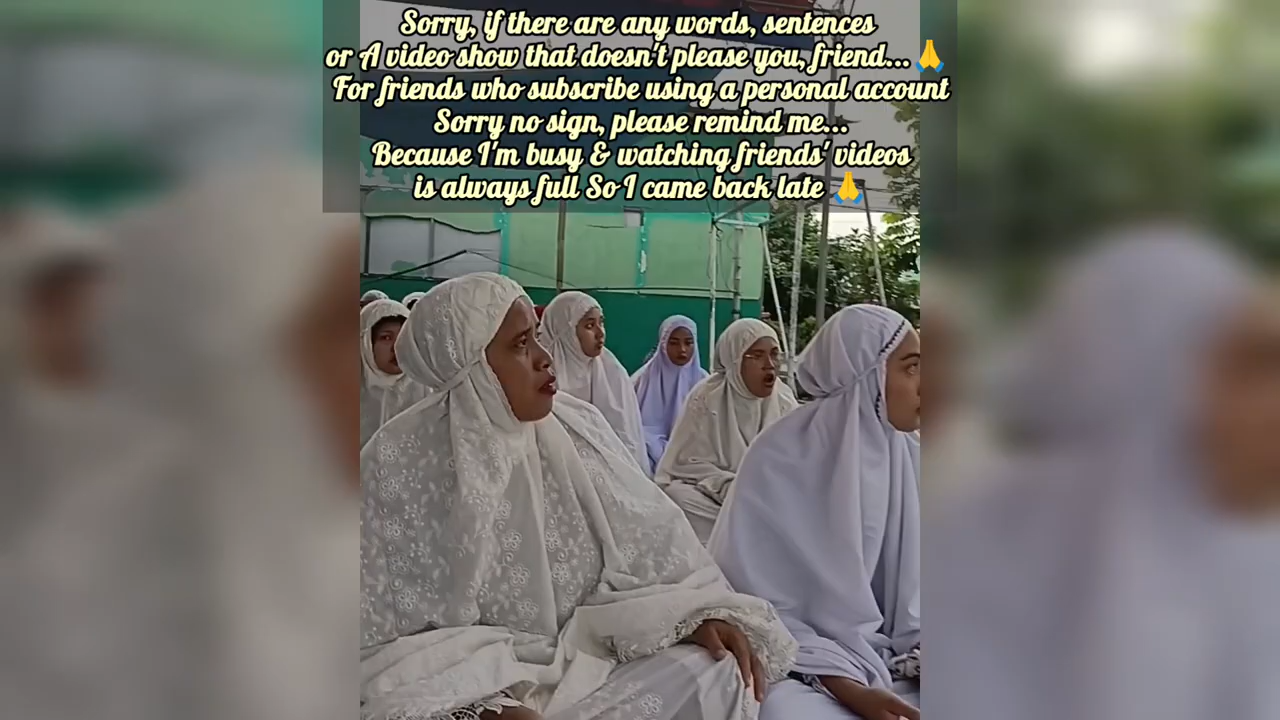 Sorry, if there are any words, sentences
or A video show that doesn't please you, friend...🙏
For friends who subscribe using a personal account
Sorry no sign, please remind me...
Because I'm busy & watching friends' videos
is always full So I came back late 🙏